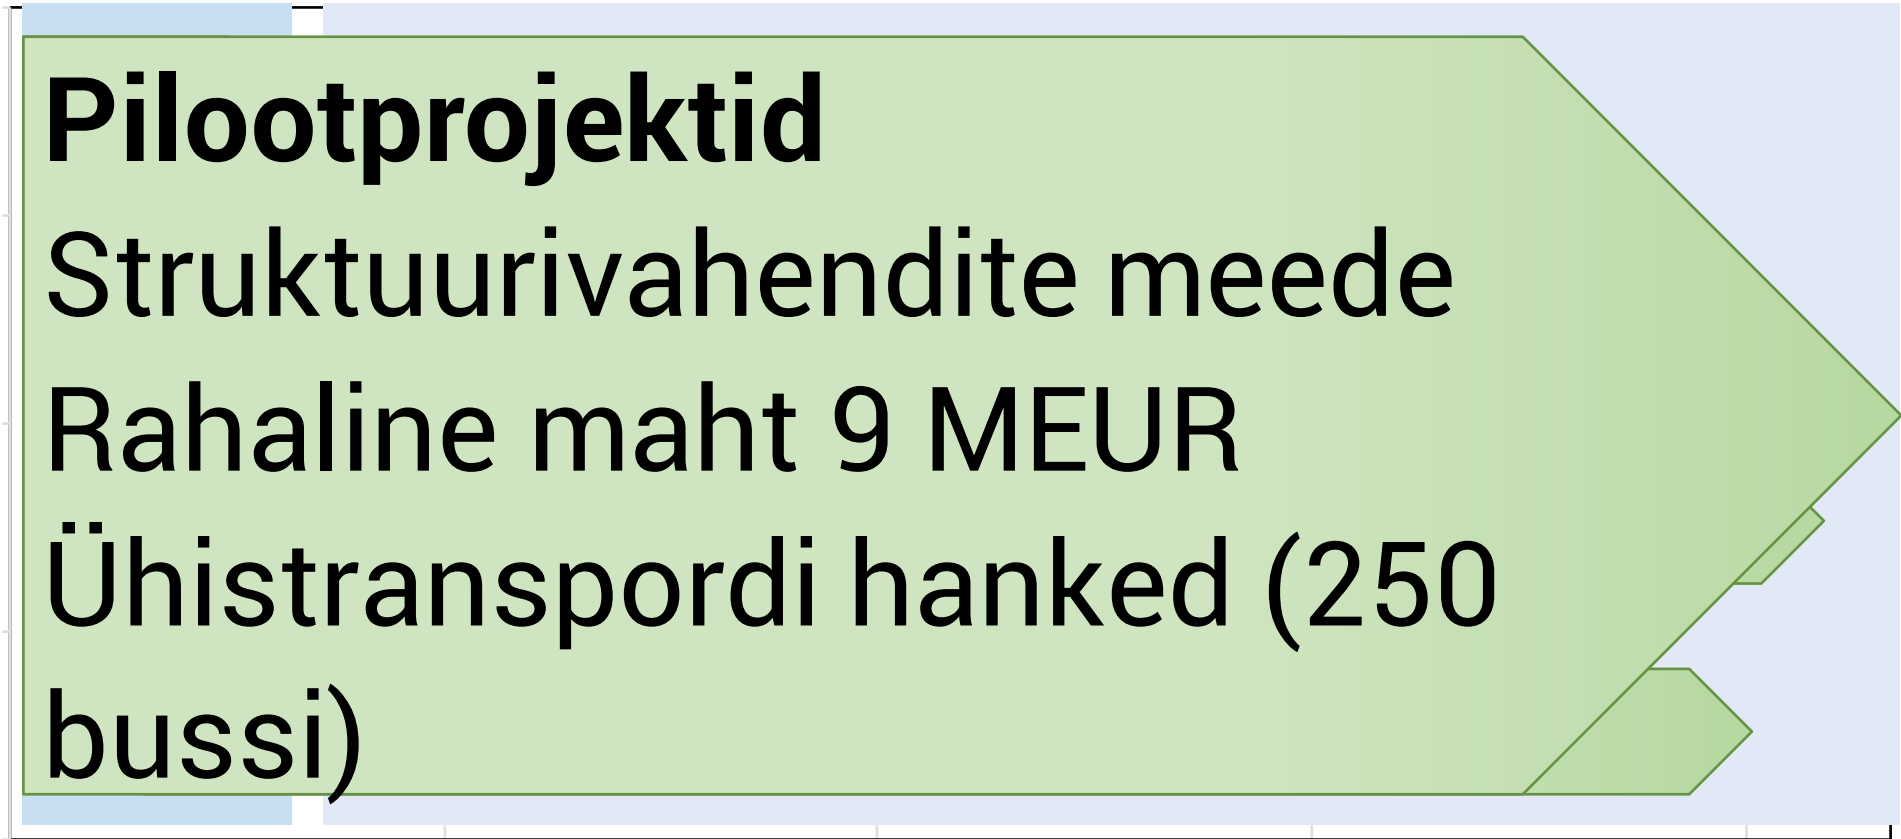 Pilootprojektid
Struktuurivahendite meede
Rahaline maht 9 MEUR
Ühistranspordi hanked (250
bussi)